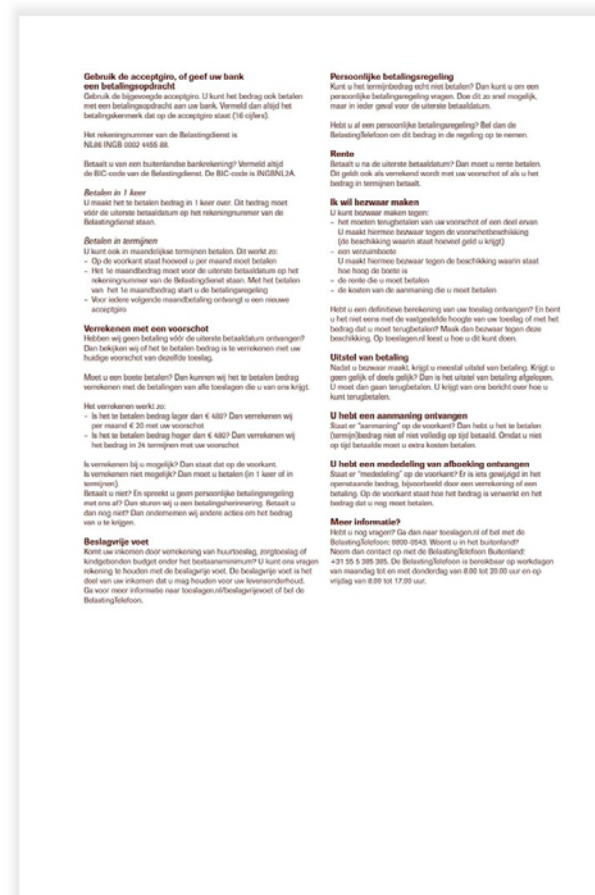 Gebruik de acceptgiro, of geef uw bank
een betalingsopdracht
Gebruik de bijgevoegde acceptgiro. U kunt het bedrag ook betalen
met een betalingsopdracht aan uw bank. Vermeld dan altijd het
betalingskenmerk dat op de acceptgiro staat (16 cijfers).
Het rekeningnummer van de Belastingdienst is
NL86 INGB 0002 4455 88.
Betaalt u van een buitenlandse bankrekening? Vermeld altijd
de BIC-code van de Belastingdienst. De BIC-code is INGBNL2A.
Betalen in 1 keer
U maakt het te betalen bedrag in 1 keer over. Dit bedrag moet
vóór de uiterste betaaldatum op het rekeningnummer van de
Belastingdienst staan.
Betalen in termijnen
U kunt ook in maandelijkse termijnen betalen. Dit werkt zo:
– Op de voorkant staat hoeveel u per maand moet betalen
– Het 1e maandbedrag moet voor de uiterste betaaldatum op het
rekeningnummer van de Belastingdienst staan. Met het betalen
van het 1e maandbedrag start u de betalingsregeling
– Voor iedere volgende maandbetaling ontvangt u een nieuwe
acceptgiro
Verrekenen met een voorschot
Hebben wij geen betaling vóór de uiterste betaaldatum ontvangen?
Dan bekijken wij of het te betalen bedrag is te verrekenen met uw
huidige voorschot van dezelfde toeslag.
Moet u een boete betalen? Dan kunnen wij het te betalen bedrag
verrekenen met de betalingen van alle toeslagen die u van ons krijgt.
Het verrekenen werkt zo:
– Is het te betalen bedrag lager dan € 480? Dan verrekenen wij
per maand € 20 met uw voorschot
– Is het te betalen bedrag hoger dan € 480? Dan verrekenen wij
het bedrag in 24 termijnen met uw voorschot
Is verrekenen bij u mogelijk? Dan staat dat op de voorkant.
Is verrekenen niet mogelijk? Dan moet u betalen (in 1 keer of in
termijnen).
Betaalt u niet? En spreekt u geen persoonlijke betalingsregeling
met ons af? Dan sturen wij u een betalingsherinnering. Betaalt u
dan nog niet? Dan ondernemen wij andere acties om het bedrag
van u te krijgen.
Beslagvrije voet
Komt uw inkomen door verrekening van huurtoeslag, zorgtoeslag of
kindgebonden budget onder het bestaansminimum? U kunt ons vragen
rekening te houden met de beslagvrije voet. De beslagvrije voet is het
deel van uw inkomen dat u mag houden voor uw levensonderhoud.
Ga voor meer informatie naar toeslagen.nl/beslagvrijevoet of bel de
BelastingTelefoon.
Persoonlijke betalingsregeling
Kunt u het termijnbedrag echt niet betalen? Dan kunt u om een
persoonlijke betalingsregeling vragen. Doe dit zo snel mogelijk,
maar in ieder geval voor de uiterste betaaldatum.
Hebt u al een persoonlijke betalingsregeling? Bel dan de
BelastingTelefoon om dit bedrag in de regeling op te nemen.
Rente
Betaalt u na de uiterste betaaldatum? Dan moet u rente betalen.
Dit geldt ook als verrekend wordt met uw voorschot of als u het
bedrag in termijnen betaalt.
Ik wil bezwaar maken
U kunt bezwaar maken tegen:
– het moeten terugbetalen van uw voorschot of een deel ervan
U maakt hiermee bezwaar tegen de voorschotbeschikking
(de beschikking waarin staat hoeveel geld u krijgt)
– een verzuimboete
U maakt hiermee bezwaar tegen de beschikking waarin staat
hoe hoog de boete is
– de rente die u moet betalen
– de kosten van de aanmaning die u moet betalen
Hebt u een definitieve berekening van uw toeslag ontvangen? En bent
u het niet eens met de vastgestelde hoogte van uw toeslag of met het
bedrag dat u moet terugbetalen? Maak dan bezwaar tegen deze
beschikking. Op toeslagen.nl leest u hoe u dit kunt doen.
Uitstel van betaling
Nadat u bezwaar maakt, krijgt u meestal uitstel van betaling. Krijgt u
geen gelijk of deels gelijk? Dan is het uitstel van betaling afgelopen.
U moet dan gaan terugbetalen. U krijgt van ons bericht over hoe u
kunt terugbetalen.
U hebt een aanmaning ontvangen
Staat er "aanmaning" op de voorkant? Dan hebt u het te betalen
(termijn)bedrag niet of niet volledig op tijd betaald. Omdat u niet
op tijd betaalde moet u extra kosten betalen.
U hebt een mededeling van afboeking ontvangen
Staat er "mededeling" op de voorkant? Er is iets gewijzigd in het
openstaande bedrag, bijvoorbeeld door een verrekening of een
betaling. Op de voorkant staat hoe het bedrag is verwerkt en het
bedrag dat u nog moet betalen.
Meer informatie?
Hebt u nog vragen? Ga dan naar toeslagen.nl of bel met de
BelastingTelefoon: 0800-0543. Woont u in het buitenland?
Neem dan contact op met de BelastingTelefoon Buitenland:
+31 55 5 385 385. De BelastingTelefoon is bereikbaar op werkdagen
van maandag tot en met donderdag van 8.00 tot 20.00 uur en op
vrijdag van 8.00 tot 17.00 uur.